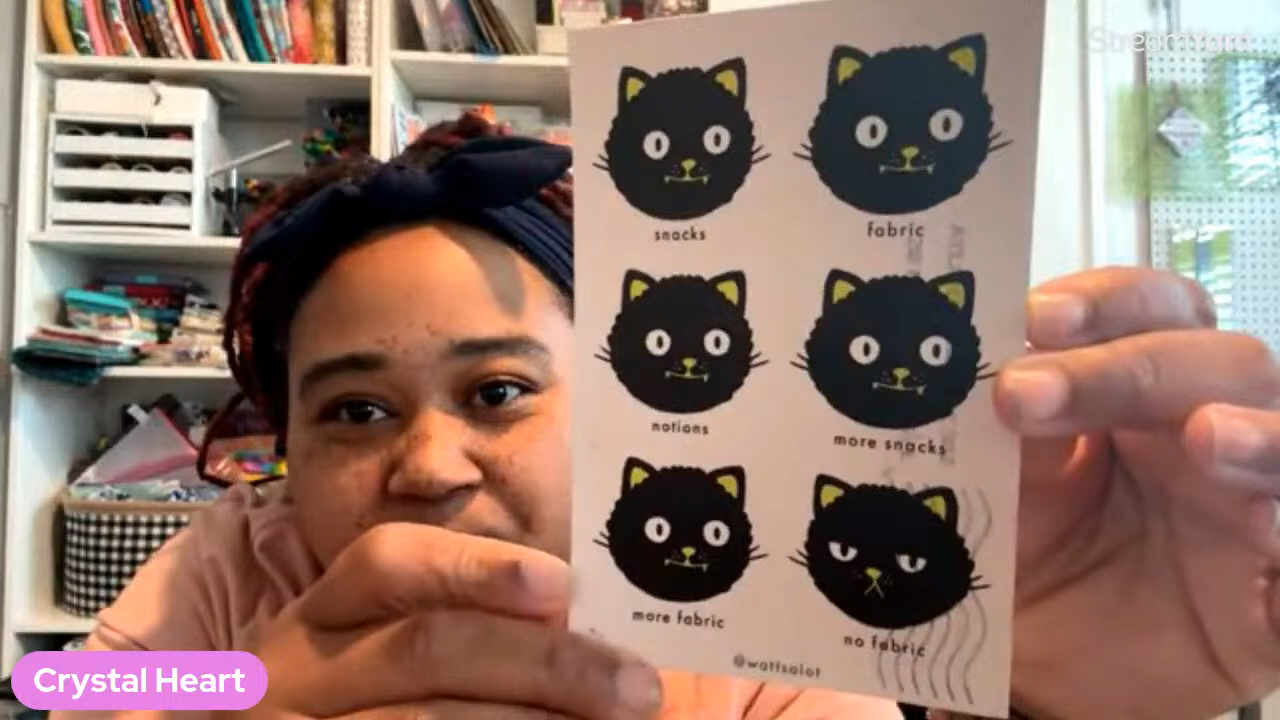 StreamYard
snacks
fabric
notions
more snacks
more fabric
no fabric
@wattsalot
Crystal Heart